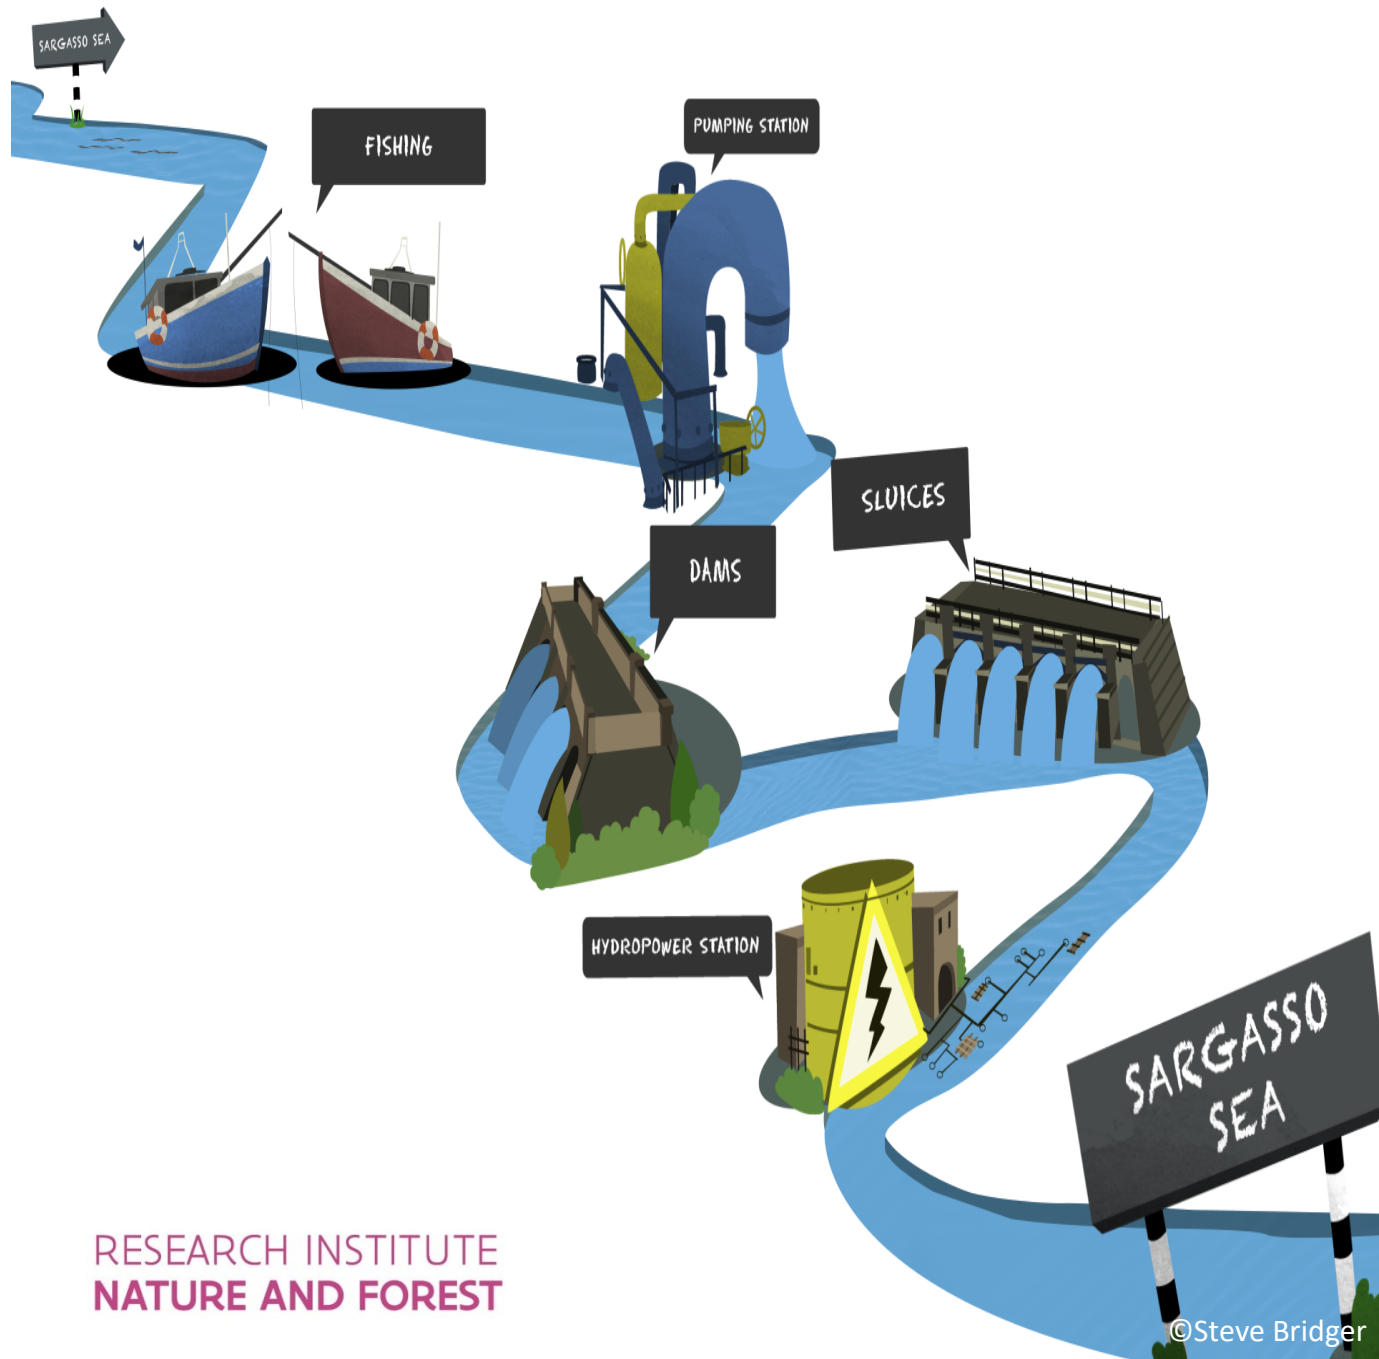 SARGASSO SEA
FISHING
PUMPING STATION
SLUICES
DAMS
HYDROPOWER STATION
SARGASSO
SEA
RESEARCH INSTITUTE
NATURE AND FOREST
©Steve Bridger